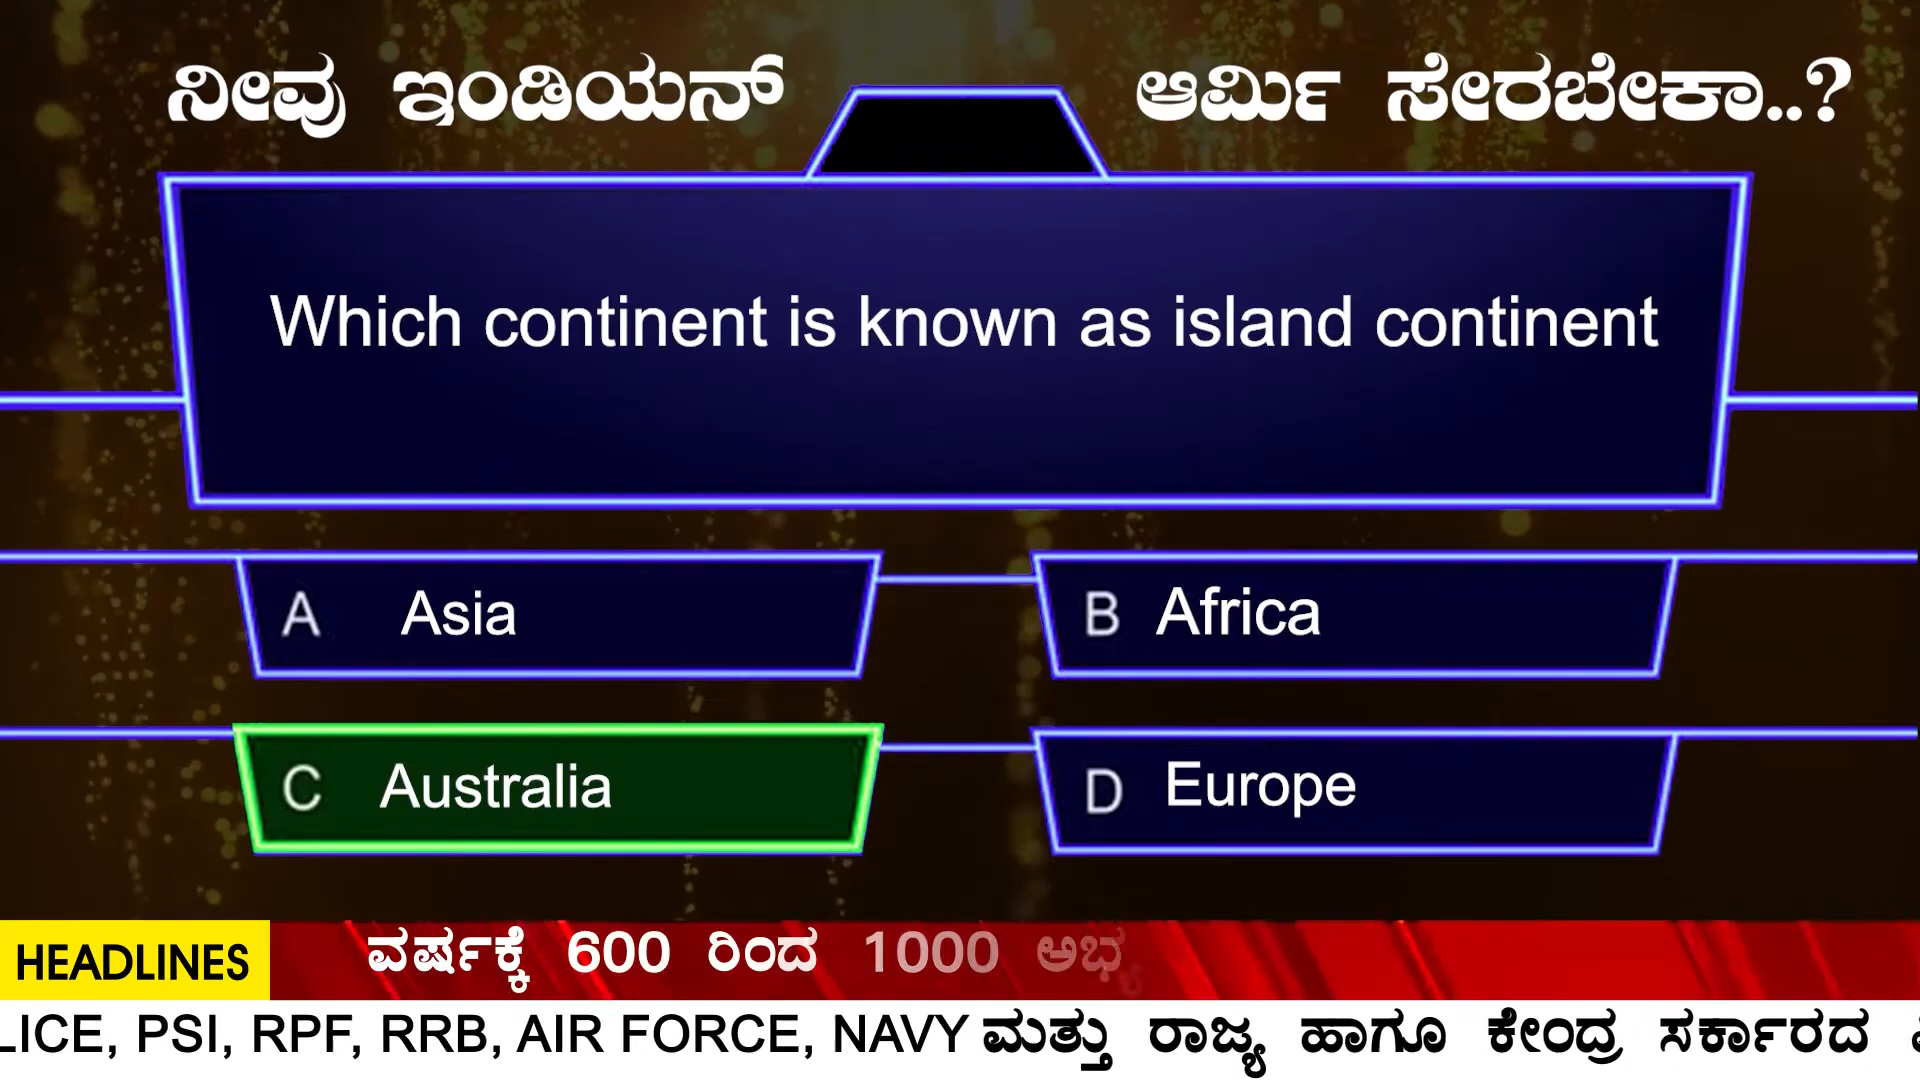 ನೀವು ಇಂಡಿಯನ್ ಆರ್ಮಿ ಸೇರಬೇಕಾ..?
Which continent is known as island continent
A Asia
B Africa
C Australia
D Europe
HEADLINES ವರ್ಷಕ್ಕೆ 600 ರಿಂದ 1000
LICE, PSI, RPF, RRB, AIR FORCE, NAVY ಮತ್ತು ರಾಜ್ಯ ಹಾಗೂ ಕೇಂದ್ರ ಸರ್ಕಾರದ